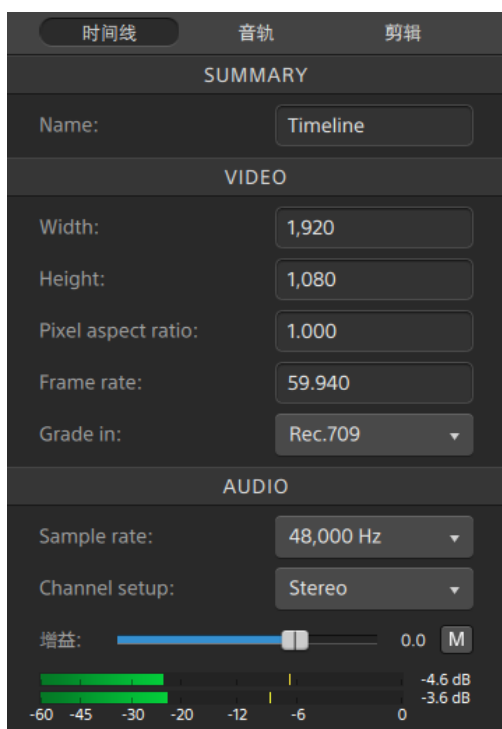 时间线 音轨 剪辑
SUMMARY
Name: Timeline
VIDEO
Width: 1,920
Height: 1,080
Pixel aspect ratio: 1.000
Frame rate: 59.940
Grade in: Rec.709
AUDIO
Sample rate: 48,000 Hz
Channel setup: Stereo
增益: 0.0 M
-4.6 dB
-3.6 dB
-60 -45 -30 -20 -12 -6 0